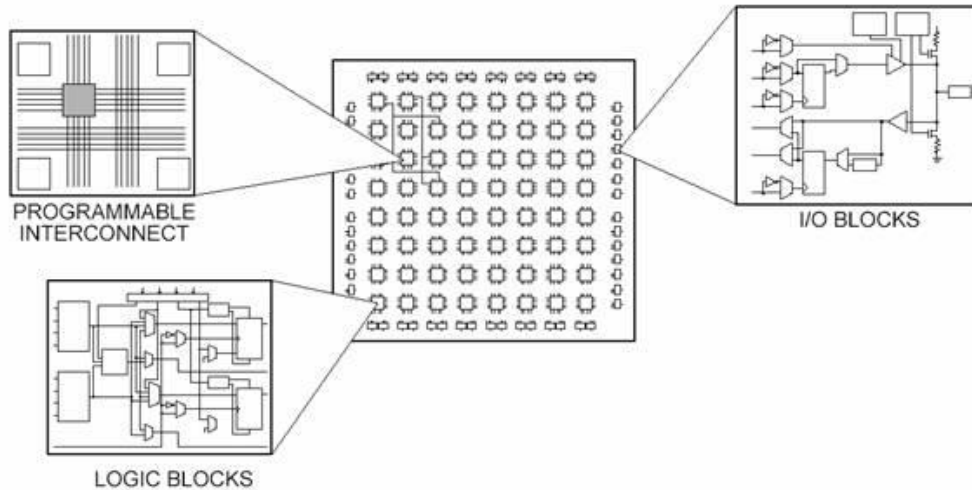 PROGRAMMABLE
INTERCONNECT
I/O BLOCKS
LOGIC BLOCKS